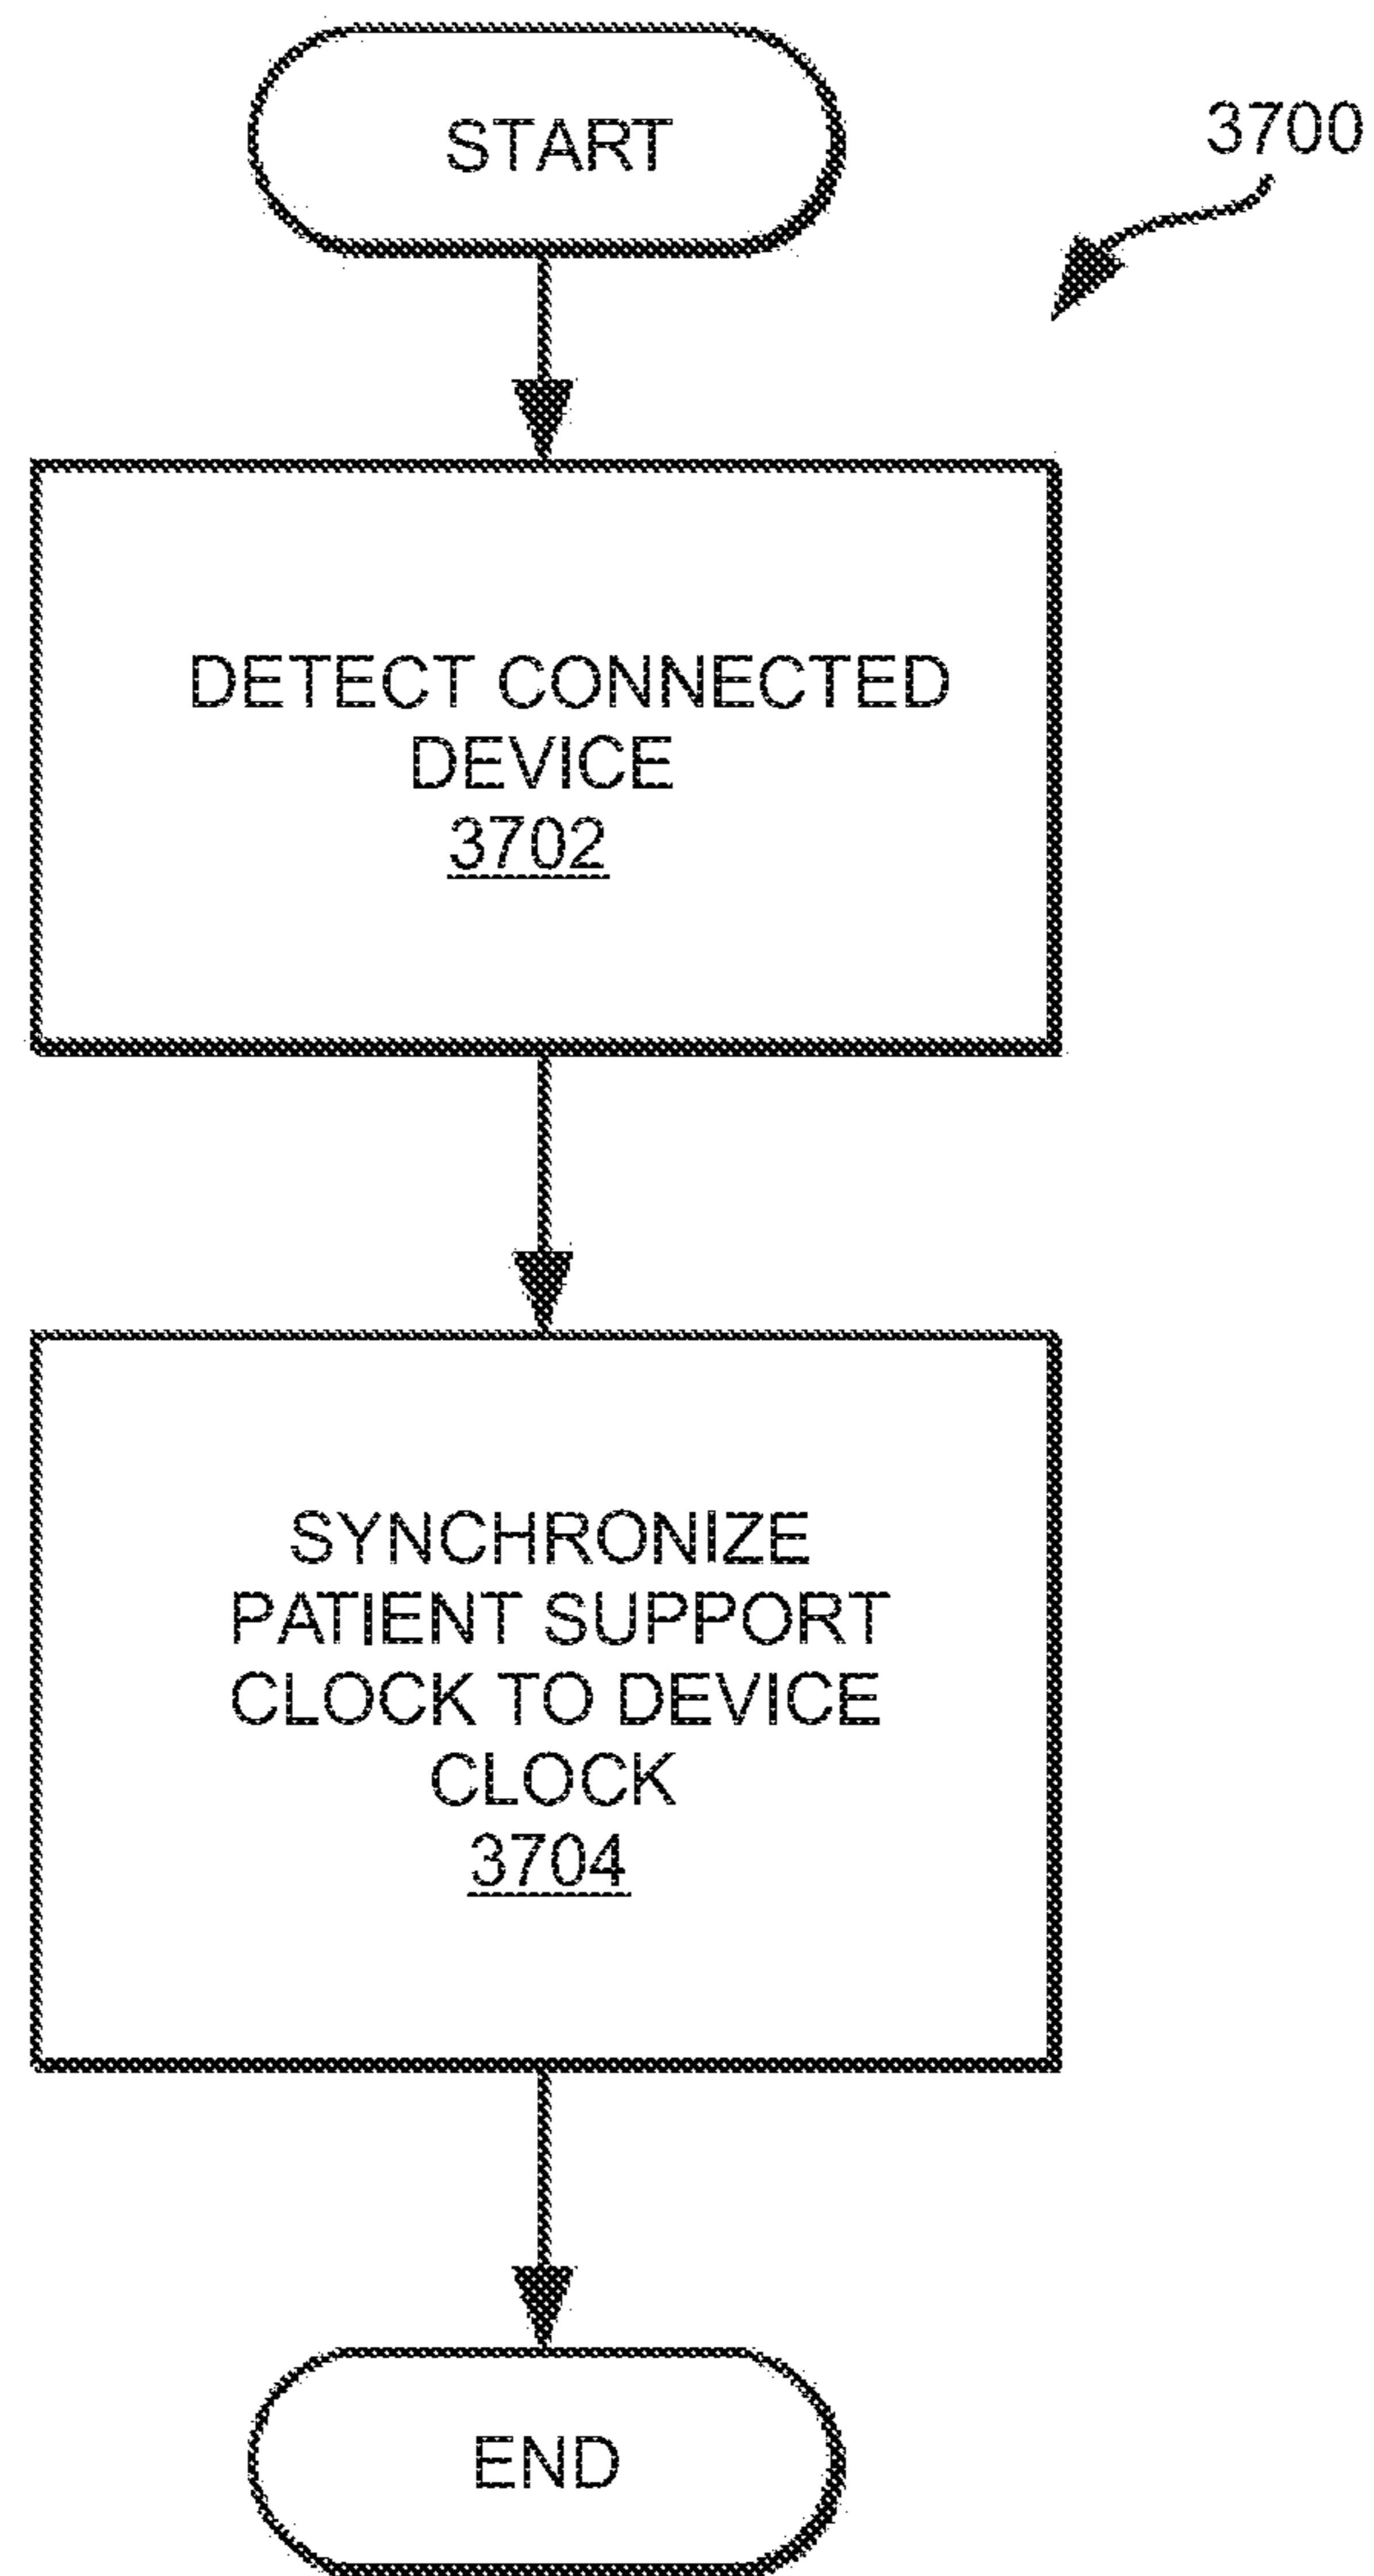 START
3700
DETECT CONNECTED
DEVICE
3702
SYNCHRONIZE
PATIENT SUPPORT
CLOCK TO DEVICE
CLOCK
3704
END